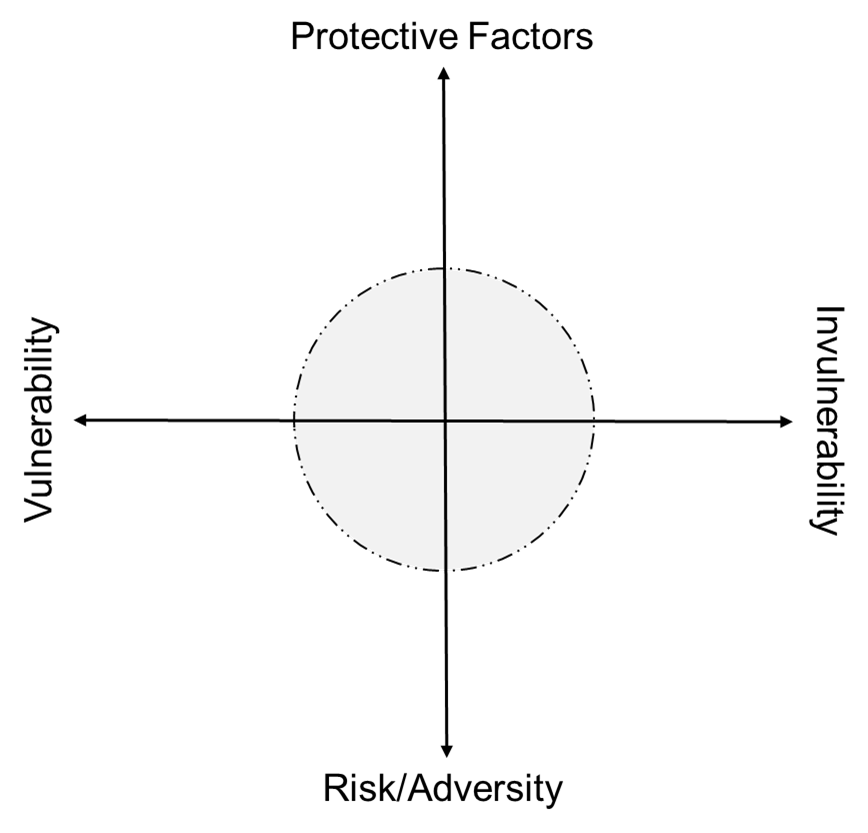 Protective Factors
Vulnerability
Invulnerability
Risk/Adversity